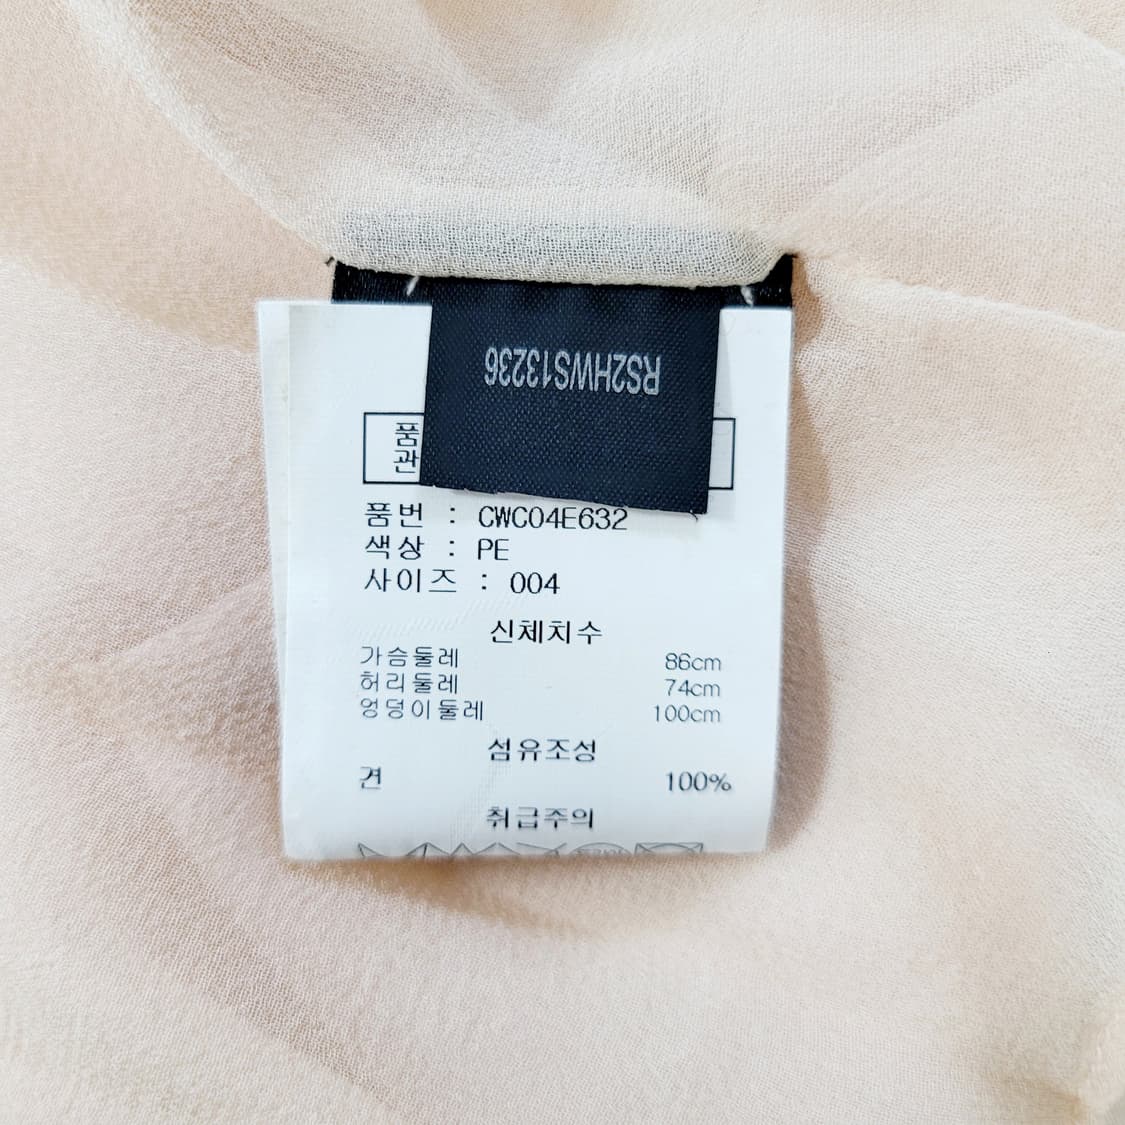 RS2HWS13236
품
관
품번 : CWC04E632
색상 : PE
사이즈 : 004
신체치수
가슴둘레 86cm
허리둘레 74cm
엉덩이둘레 100cm
섬유조성
견 100%
취급주의